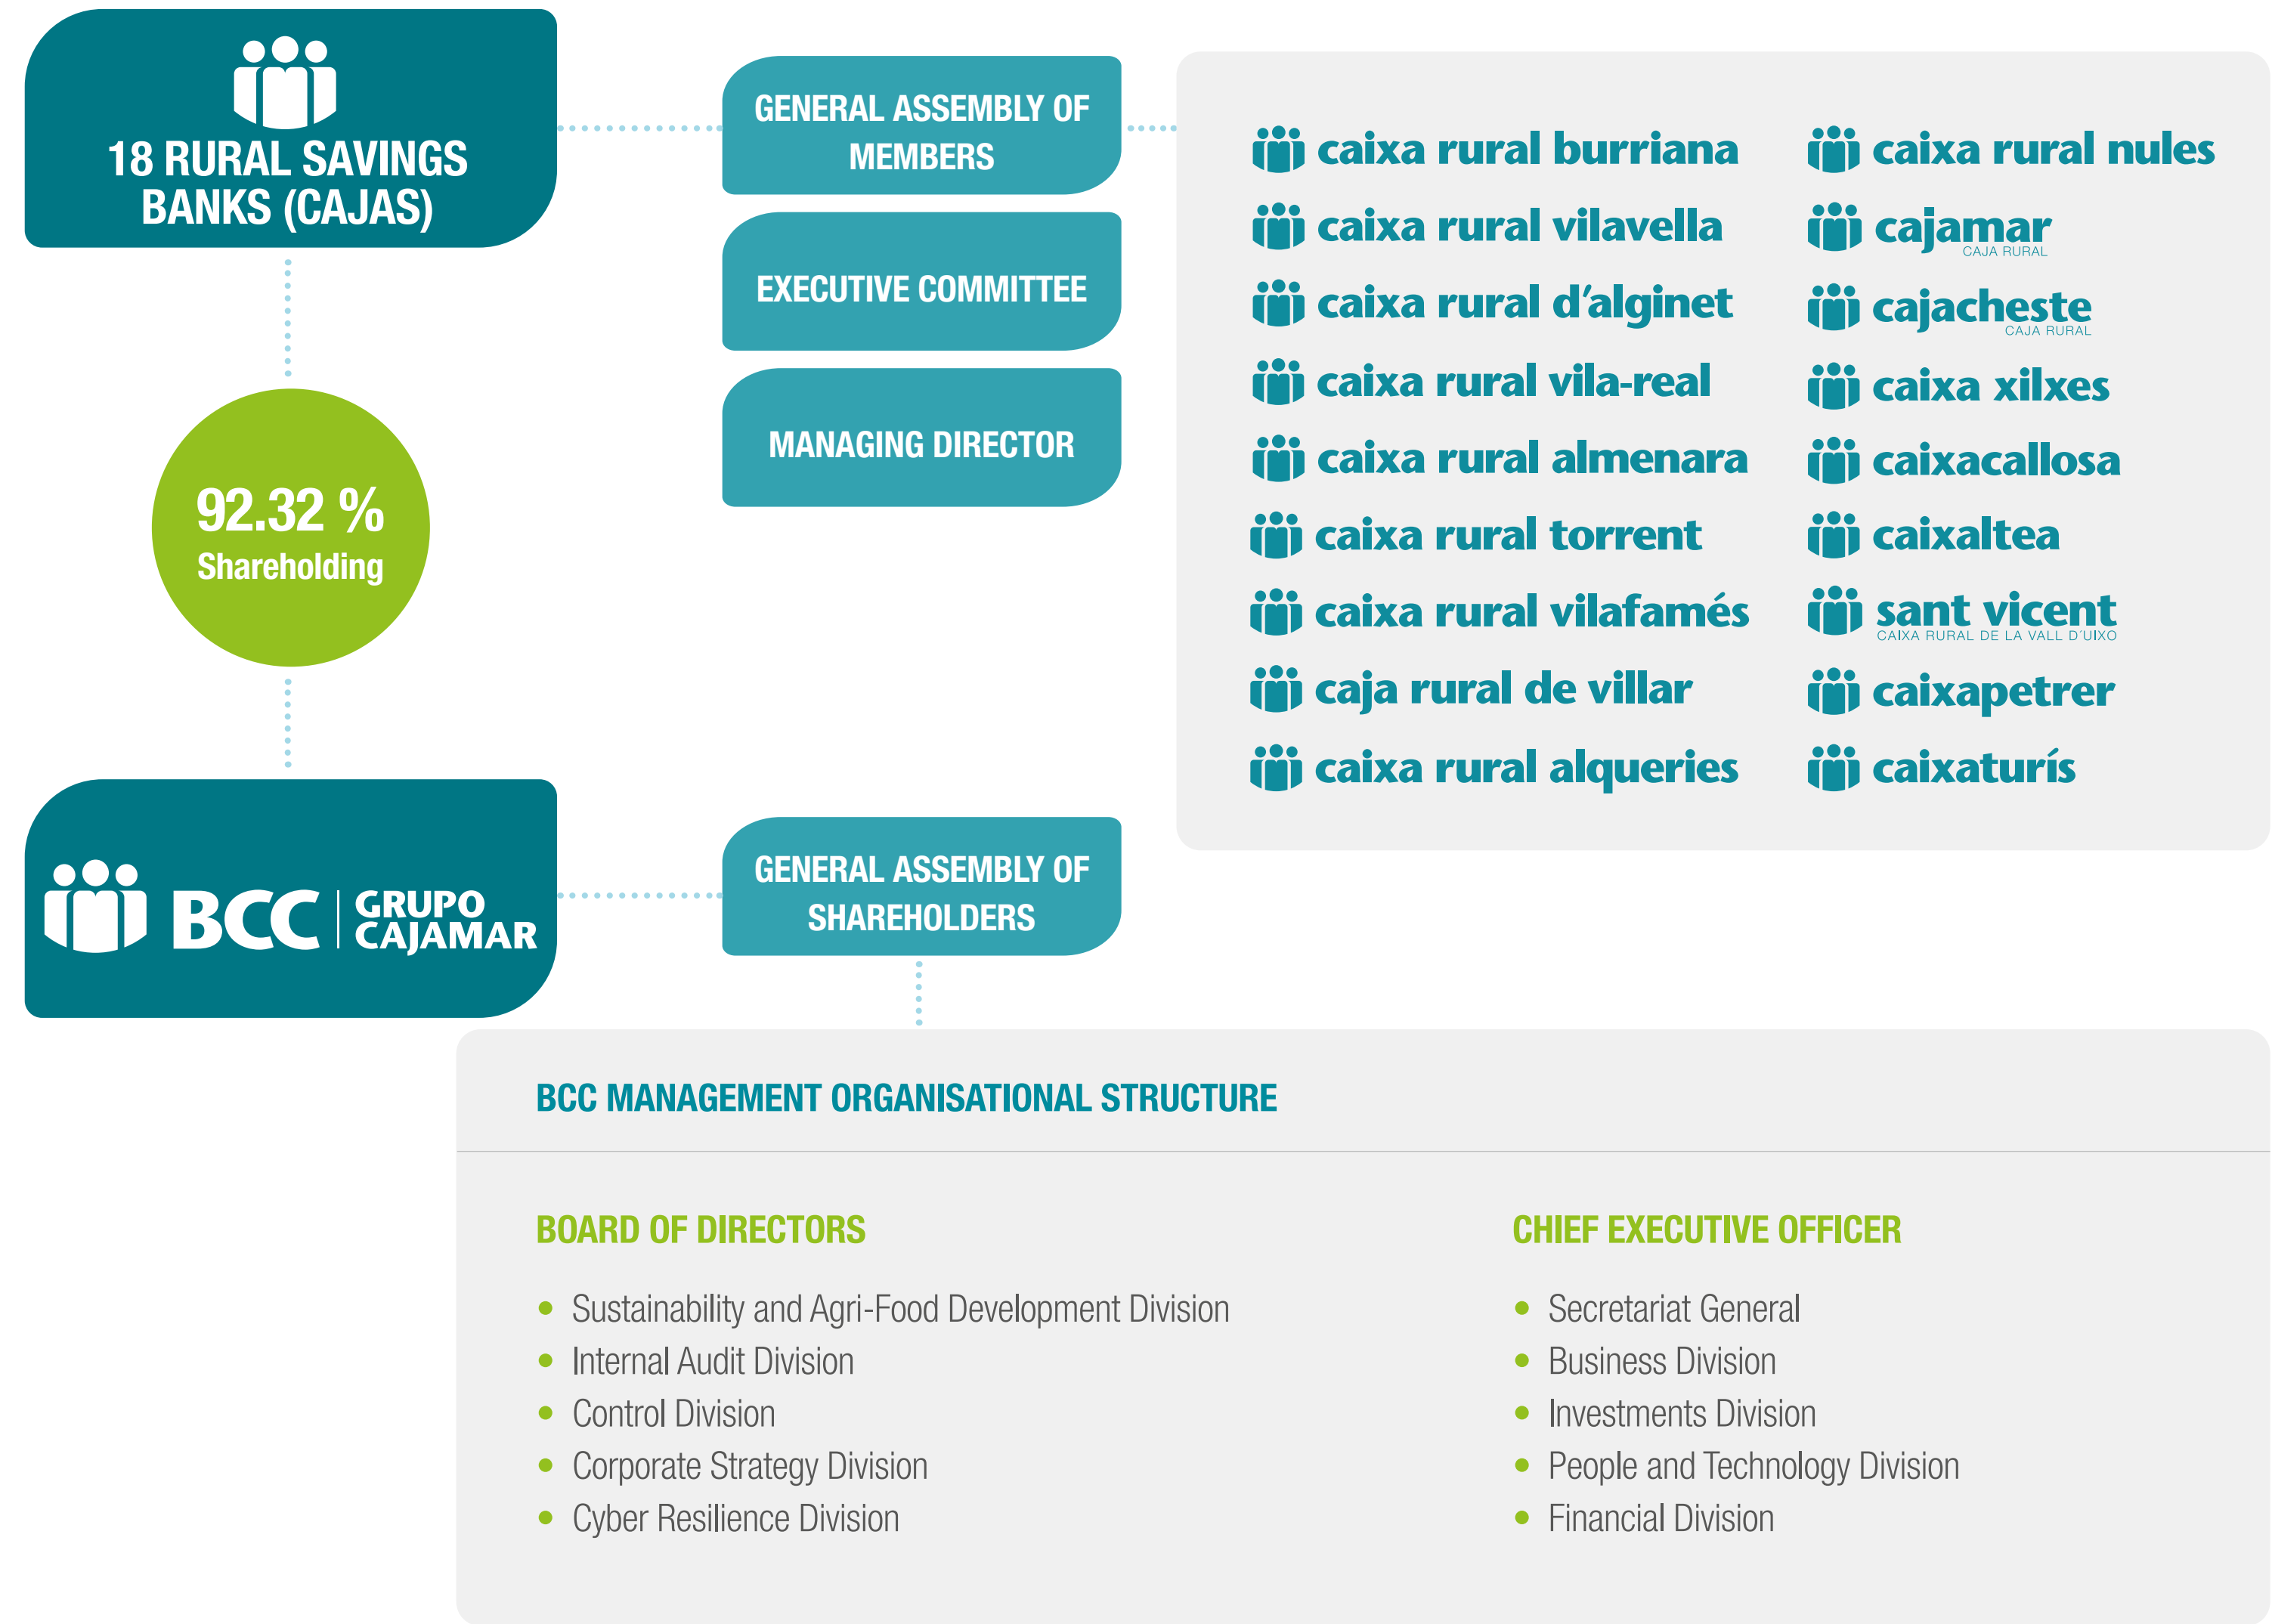 18 RURAL SAVINGS
BANKS (CAJAS)
92.32 %
Shareholding
BCC GRUPO
CAJAMAR
GENERAL ASSEMBLY OF
MEMBERS
EXECUTIVE COMMITTEE
MANAGING DIRECTOR
caixa rural burriana
caixa rural vilavella
caixa rural d'alginet
caixa rural vila-real
caixa rural almenara
caixa rural torrent
caixa rural vilafamés
caja rural de villar
caixa rural alqueries
caixa rural nules
cajamar
CAJA RURAL
cajacheste
CAJA RURAL
caixa xilxes
caixacallosa
caixaltea
sant vicent
CAIXA RURAL DE LA VALL D´UIXO
caixapetrer
caixaturís
GENERAL ASSEMBLY OF
SHAREHOLDERS
BCC MANAGEMENT ORGANISATIONAL STRUCTURE
BOARD OF DIRECTORS
• Sustainability and Agri-Food Development Division
• Internal Audit Division
• Control Division
• Corporate Strategy Division
• Cyber Resilience Division
CHIEF EXECUTIVE OFFICER
• Secretariat General
• Business Division
• Investments Division
• People and Technology Division
• Financial Division